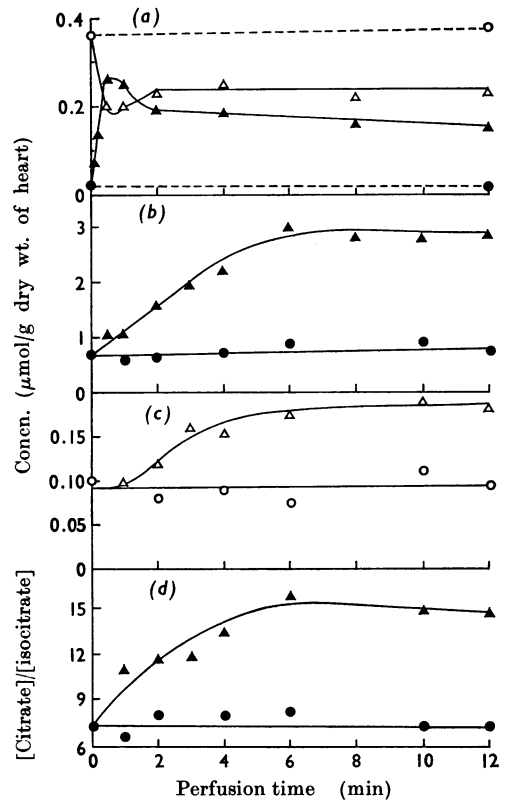 (a)
0.4
0.2
0
(b)
3
2
1
0
(c)
0.15
0.10
0.05
0
(d)
15
12
9
6
0 2 4 6 8 10 12
Perfusion time (min)
Concn. (μmol/g dry wt. of heart)
[Citrate]/[isocitrate]